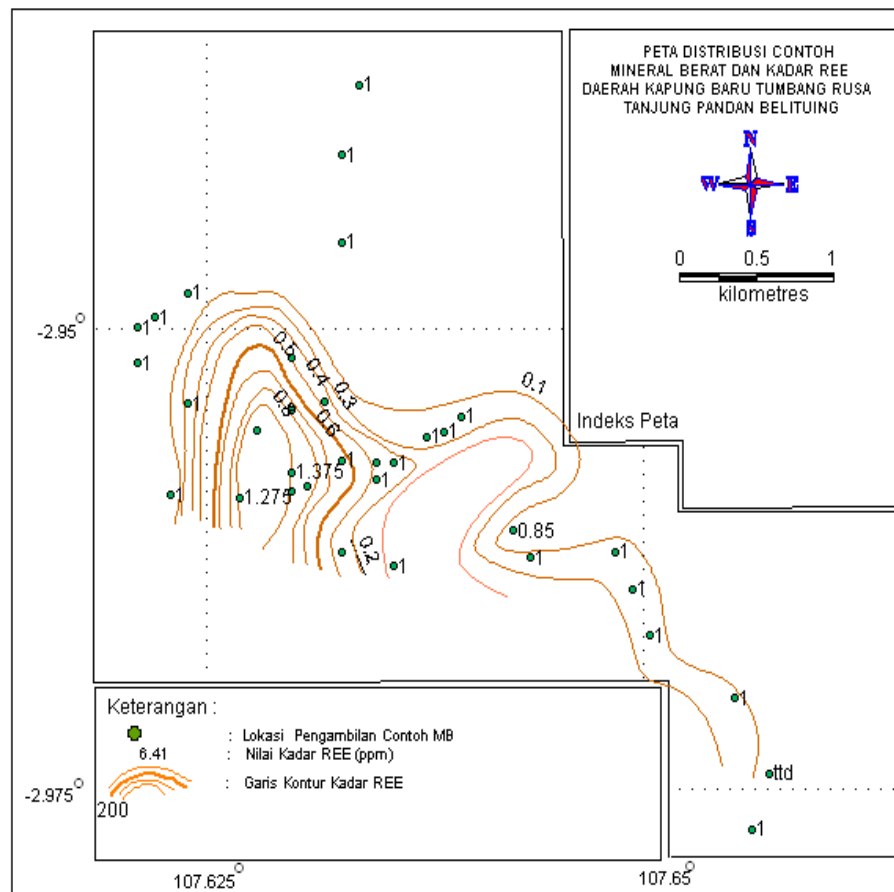 PETA DISTRIBUSI CONTOH
MINERAL BERAT DAN KADAR REE
DAERAH KAPUNG BARU TUMBANG RUSA
TANJUNG PANDAN BELITUING
N
W E
S
0 0.5 1
kilometres
Indeks Peta
1
1
1
1
1
1
-2.95°
1
0.5
0.4
0.3
0.1
1
0.8
0.6
1
1
1
1
1
1.375
1.275
1
0.85
1
1
0.2
1
1
1
1
ttd
1
-2.975°
107.625°
107.65°
Keterangan :
: Lokasi Pengambilan Contoh MB
6.41 : Nilai Kadar REE (ppm)
: Garis Kontur Kadar REE
200